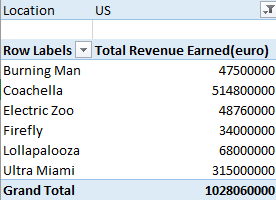 Location US
Row Labels Total Revenue Earned(euro)
Burning Man 47500000
Coachella 514800000
Electric Zoo 48760000
Firefly 34000000
Lollapalooza 68000000
Ultra Miami 315000000
Grand Total 1028060000